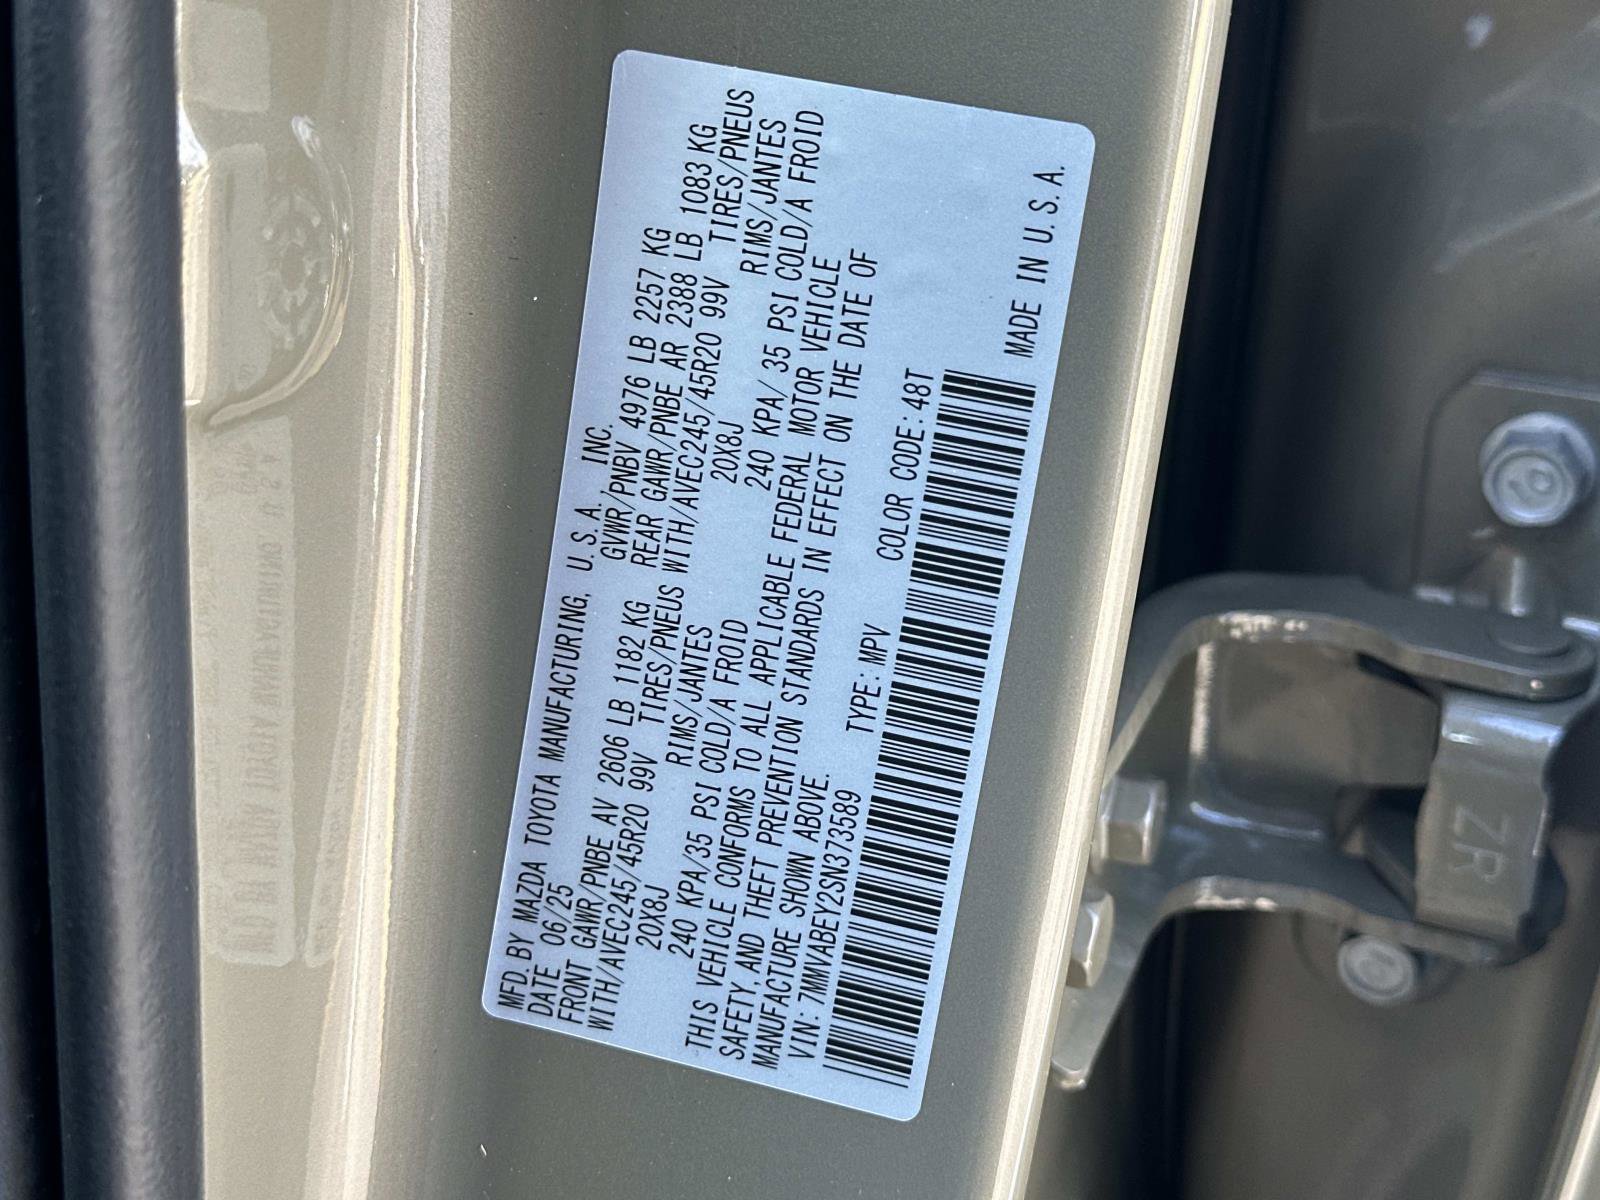 MFD. BY MAZDA TOYOTA MANUFACTURING, U. S. A. INC.
DATE 06/25 GVWR/PNBV 4976 LB 2257 KG
FRONT GAWR/PNBE AV 2606 LB 1182 KG REAR GAWR/PNBE AR 2388 LB 1083 KG
WITH/AVEC245/45R20 99V TIRES/PNEUS WITH/AVEC245/45R20 99V TIRES/PNEUS
20X8J RIMS/JANTES 20X8J RIMS/JANTES
240 KPA/35 PSI COLD/A FROID 240 KPA/ 35 PSI COLD/A FROID
THIS VEHICLE CONFORMS TO ALL APPLICABLE FEDERAL MOTOR VEHICLE
SAFETY, AND THEFT PREVENTION STANDARDS IN EFFECT ON THE DATE OF
MANUFACTURE SHOWN ABOVE.
VIN: 7MMVABEY2SN373589 TYPE: MPV COLOR CODE: 48T
MADE IN U. S. A.
ZR